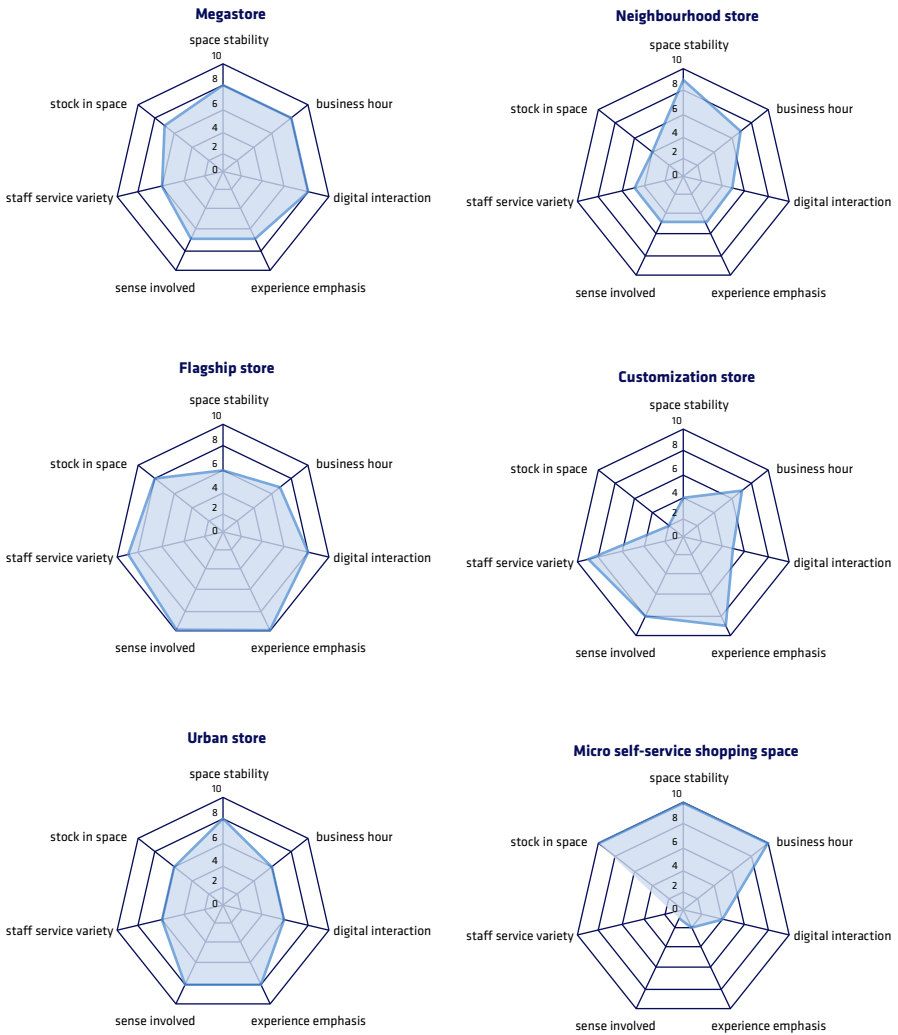 Megastore
space stability
10
8
6
4
2
0
stock in space
business hour
staff service variety
digital interaction
sense involved
experience emphasis
Neighbourhood store
space stability
10
8
6
4
2
0
stock in space
business hour
staff service variety
digital interaction
sense involved
experience emphasis
Flagship store
space stability
10
8
6
4
2
0
stock in space
business hour
staff service variety
digital interaction
sense involved
experience emphasis
Customization store
space stability
10
8
6
4
2
0
stock in space
business hour
staff service variety
digital interaction
sense involved
experience emphasis
Urban store
space stability
10
8
6
4
2
0
stock in space
business hour
staff service variety
digital interaction
sense involved
experience emphasis
Micro self-service shopping space
space stability
10
8
6
4
2
0
stock in space
business hour
staff service variety
digital interaction
sense involved
experience emphasis